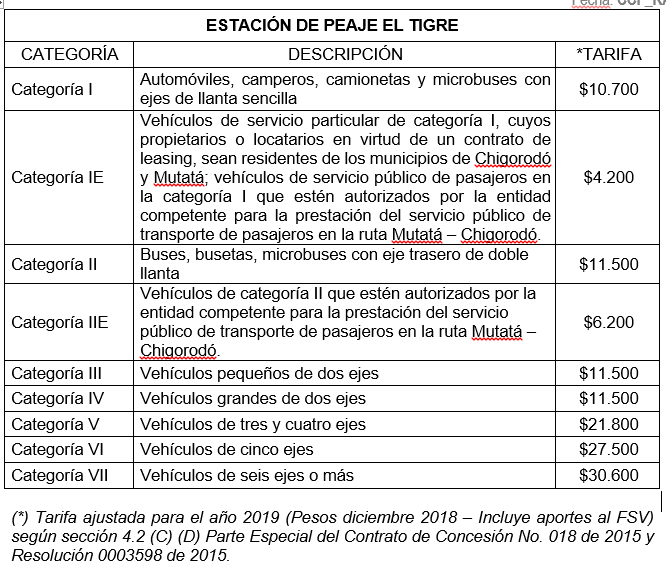 ESTACIÓN DE PEAJE EL TIGRE
CATEGORÍA DESCRIPCIÓN *TARIFA
Categoría I Automóviles, camperos, camionetas y microbuses con
ejes de llanta sencilla $10.700
Categoría IE Vehículos de servicio particular de categoría I, cuyos
propietarios o locatarios en virtud de un contrato de
leasing, sean residentes de los municipios de Chigorodó
y Mutatá; vehículos de servicio público de pasajeros en
la categoría I que estén autorizados por la entidad
competente para la prestación del servicio público de
transporte de pasajeros en la ruta Mutatá – Chigorodó. $4.200
Categoría II Buses, busetas, microbuses con eje trasero de doble
llanta $11.500
Categoría IIE Vehículos de categoría II que estén autorizados por la
entidad competente para la prestación del servicio
público de transporte de pasajeros en la ruta Mutatá –
Chigorodó. $6.200
Categoría III Vehículos pequeños de dos ejes $11.500
Categoría IV Vehículos grandes de dos ejes $11.500
Categoría V Vehículos de tres y cuatro ejes $21.800
Categoría VI Vehículos de cinco ejes $27.500
Categoría VII Vehículos de seis ejes o más $30.600
(*) Tarifa ajustada para el año 2019 (Pesos diciembre 2018 – Incluye aportes al FSV)
según sección 4.2 (C) (D) Parte Especial del Contrato de Concesión No. 018 de 2015 y
Resolución 0003598 de 2015.